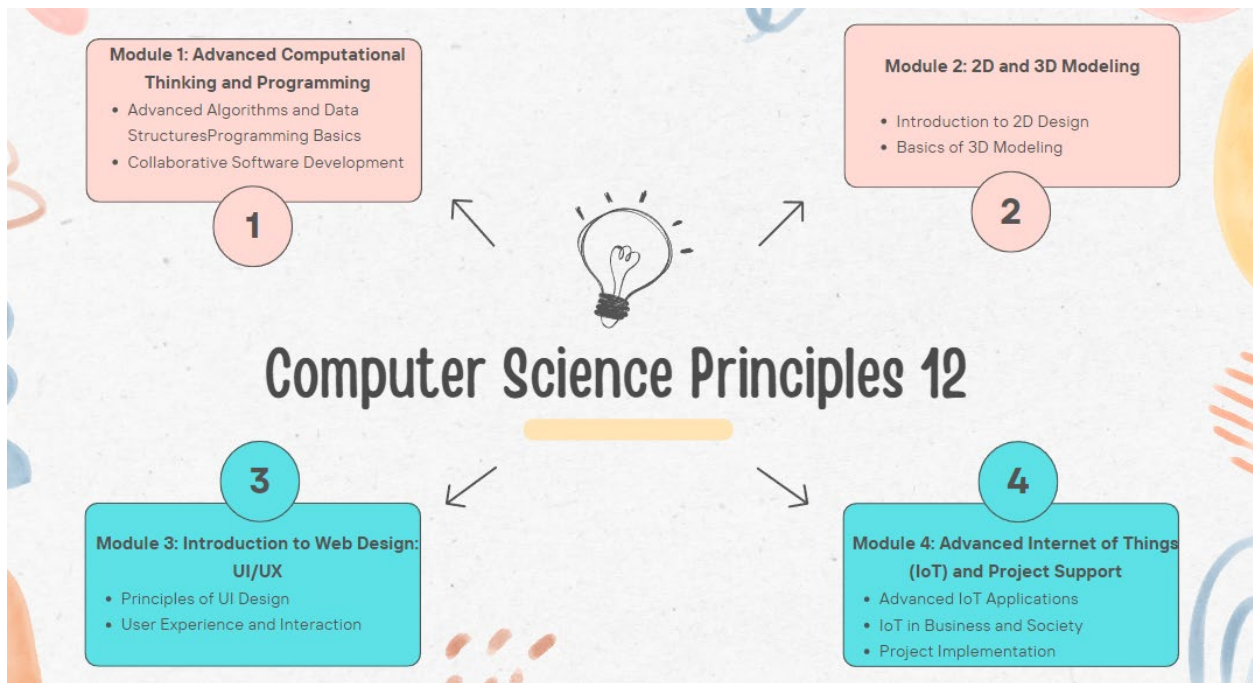 Module 1: Advanced Computational
Thinking and Programming
• Advanced Algorithms and Data
StructuresProgramming Basics
• Collaborative Software Development
1
Module 2: 2D and 3D Modeling
• Introduction to 2D Design
• Basics of 3D Modeling
2
Computer Science Principles 12
3
Module 3: Introduction to Web Design:
UI/UX
• Principles of UI Design
• User Experience and Interaction
4
Module 4: Advanced Internet of Things
(IoT) and Project Support
• Advanced IoT Applications
• IoT in Business and Society
• Project Implementation